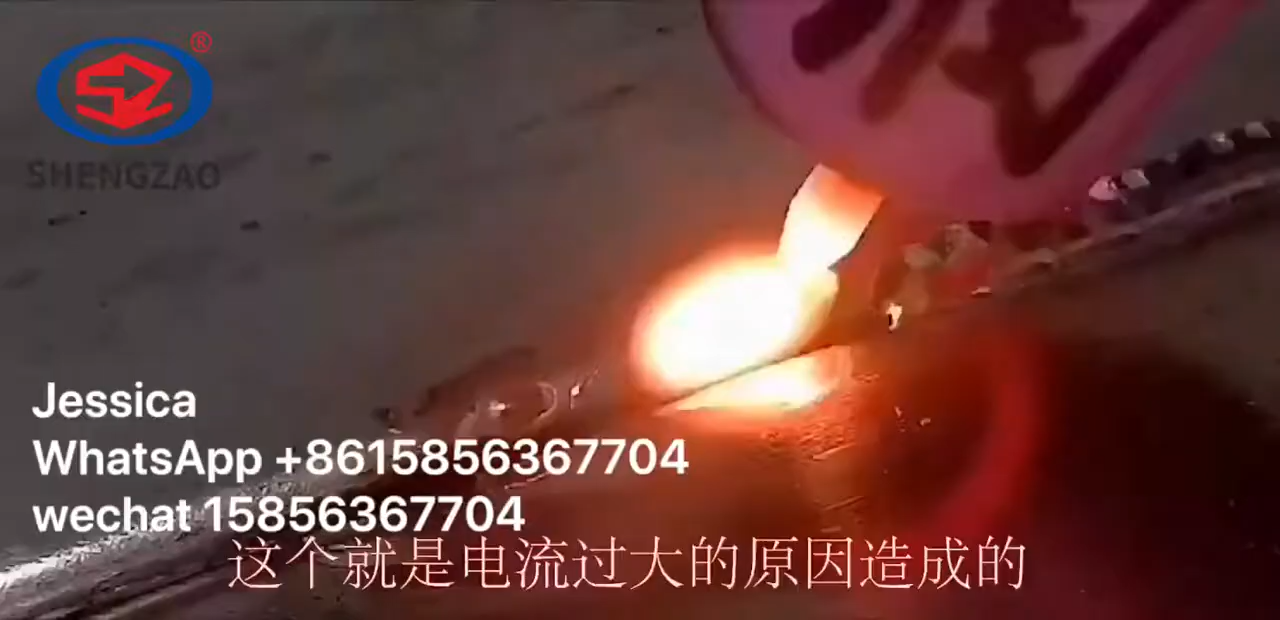 SZ®
SHENGZAO
Jessica
WhatsApp +8615856367704
wechat 15856367704
这个就是电流过大的原因造成的